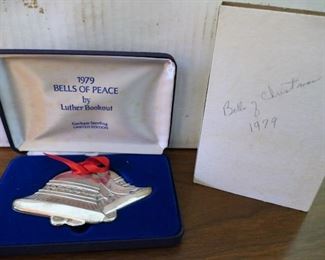 1979
BELLS OF PEACE
by
Luther Bookout
Gorham Sterling
LIMITED EDITION
Bells of Christmas
1979